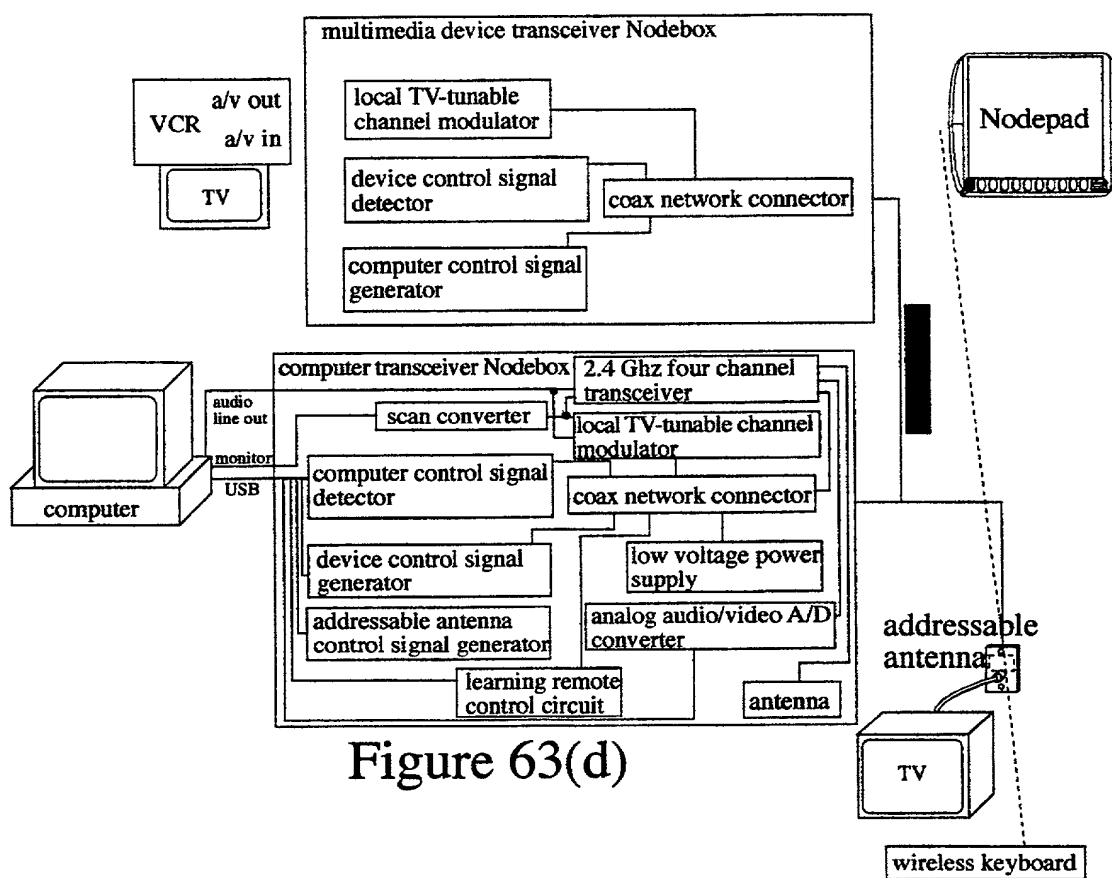 multimedia device transceiver Nodebox
VCR
a/v out
a/v in
TV
local TV-tunable
channel modulator
device control signal
detector
coax network connector
computer control signal
generator
Nodepad
computer transceiver Nodebox
2.4 Ghz four channel
transceiver
audio
line out
scan converter
local TV-tunable channel
modulator
monitor
USB
computer
computer control signal
detector
coax network connector
device control signal
generator
low voltage power
supply
addressable antenna
control signal generator
analog audio/video A/D
converter
learning remote
control circuit
antenna
addressable
antenna
TV
wireless keyboard
Figure 63(d)